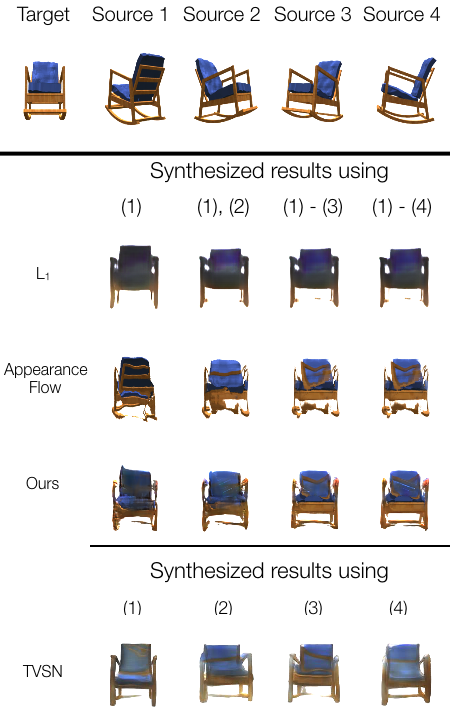 Target Source 1 Source 2 Source 3 Source 4
Synthesized results using
(1) (1), (2) (1) - (3) (1) - (4)
L₁
Appearance
Flow
Ours
Synthesized results using
(1) (2) (3) (4)
TVSN